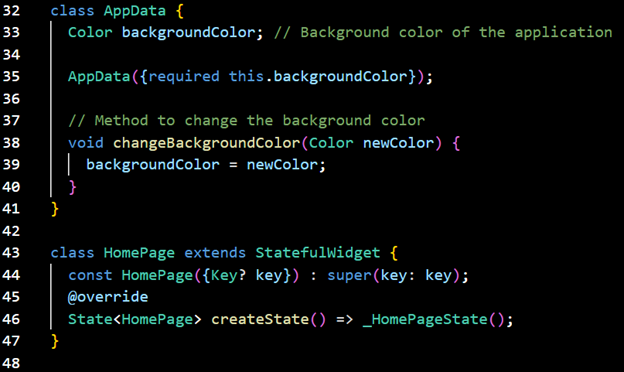 32 class AppData {
33 Color backgroundColor; // Background color of the application
34
35 AppData({required this.backgroundColor});
36
37 // Method to change the background color
38 void changeBackgroundColor(Color newColor) {
39 backgroundColor = newColor;
40 }
41 }
42
43 class HomePage extends StatefulWidget {
44 const HomePage({Key? key}) : super(key: key);
45 @override
46 State<HomePage> createState() => _HomePageState();
47 }
48